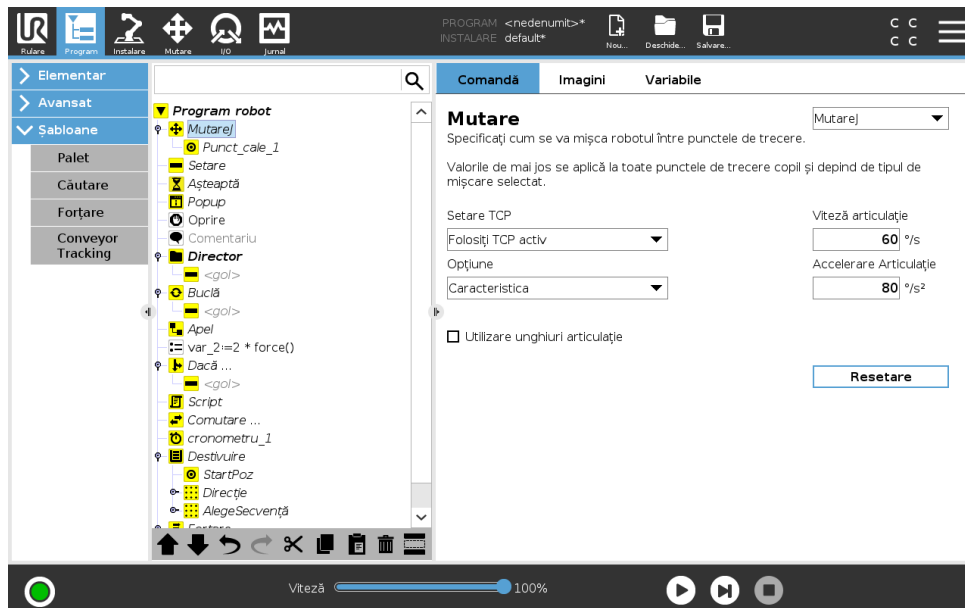 UR
Rulare
Program
Instalare
Mutare
I/O
Jurnal
PROGRAM <nedenumit>*
INSTALARE default*
Nou...
Deschide...
Salvare...
C C
C C
Elementar
Avansat
Șabloane
Palet
Căutare
Forțare
Conveyor
Tracking
Program robot
MutareJ
Punct_cale_1
Setare
Așteaptă
Popup
Oprire
Comentariu
Director
<gol>
Buclă
<gol>
Apel
var_2:=2 * force()
Dacă ...
<gol>
Script
Comutare ...
cronometru_1
Destivuire
StartPoz
Direcție
AlegeSecvență
Comandă
Imagini
Variabile
Mutare
MutareJ
Specificați cum se va mișca robotul între punctele de trecere.
Valorile de mai jos se aplică la toate punctele de trecere copil și depind de tipul de
mișcare selectat.
Setare TCP
Viteză articulație
Folosiți TCP activ
60 °/s
Opțiune
Accelerare Articulație
Caracteristica
80 °/s²
Utilizare unghiuri articulație
Resetare
Viteză
100%